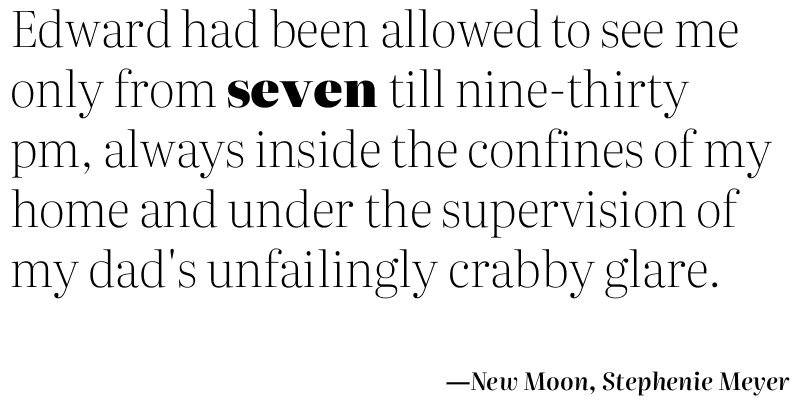 Edward had been allowed to see me
only from seven till nine-thirty
pm, always inside the confines of my
home and under the supervision of
my dad's unfailingly crabby glare.
—New Moon, Stephenie Meyer